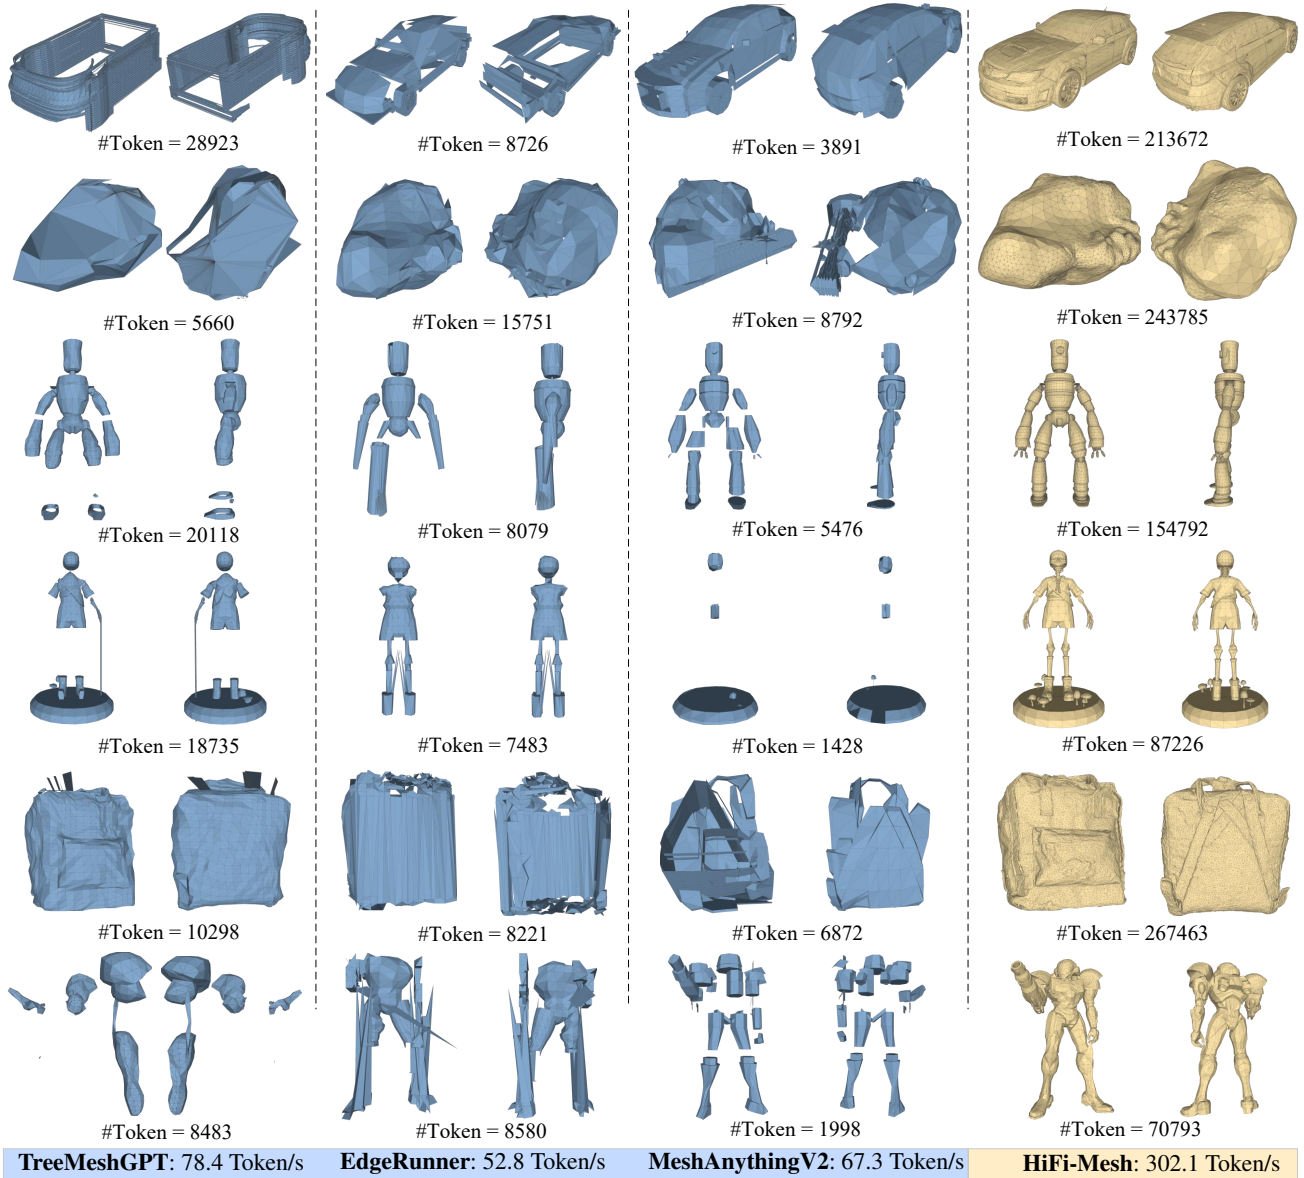 #Token = 28923
#Token = 8726
#Token = 3891
#Token = 213672
#Token = 5660
#Token = 15751
#Token = 8792
#Token = 243785
#Token = 20118
#Token = 8079
#Token = 5476
#Token = 154792
#Token = 18735
#Token = 7483
#Token = 1428
#Token = 87226
#Token = 10298
#Token = 8221
#Token = 6872
#Token = 267463
#Token = 8483
#Token = 8580
#Token = 1998
#Token = 70793
TreeMeshGPT: 78.4 Token/s
EdgeRunner: 52.8 Token/s
MeshAnythingV2: 67.3 Token/s
HiFi-Mesh: 302.1 Token/s